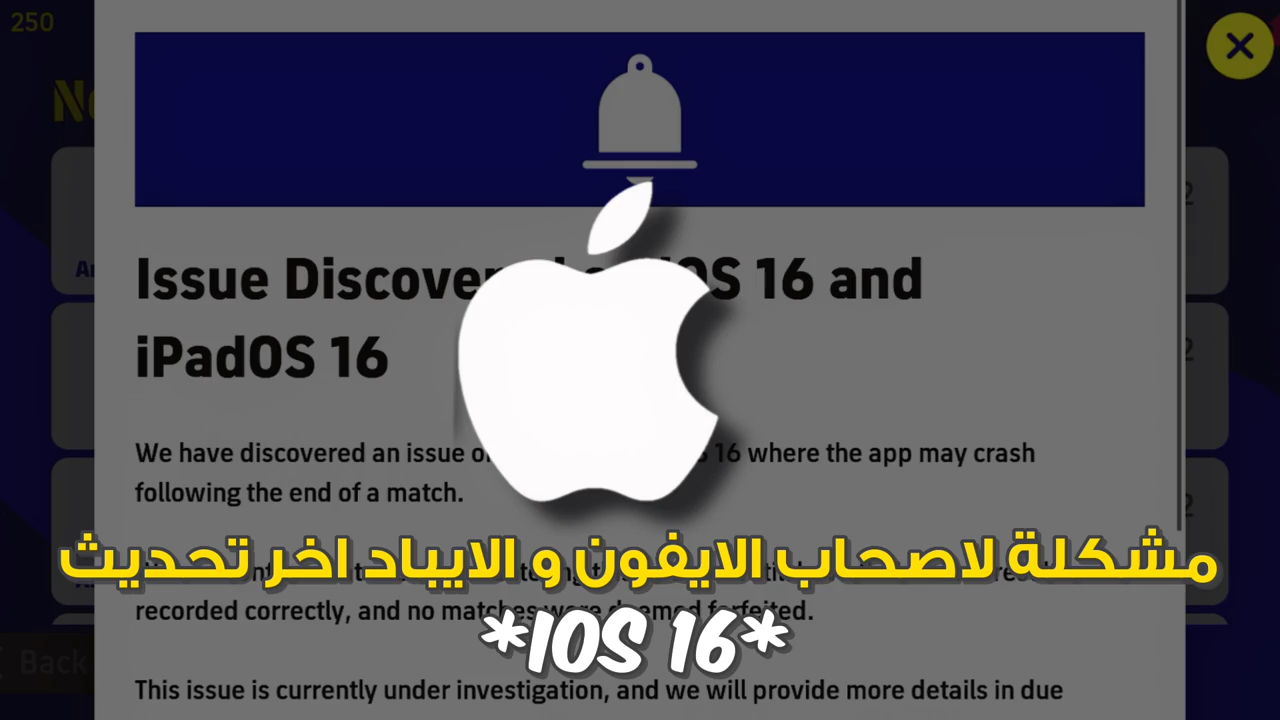 250
Issue Discove S 16 and
iPadOS 16
We have discovered an issue o 16 where the app may crash
following the end of a match.
مشكلة لاصحاب الايفون و الايباد اخر تحديث
recorded correctly, and no matches were deemed forfeited.
*IOS 16*
Back
This issue is currently under investigation, and we will provide more details in due